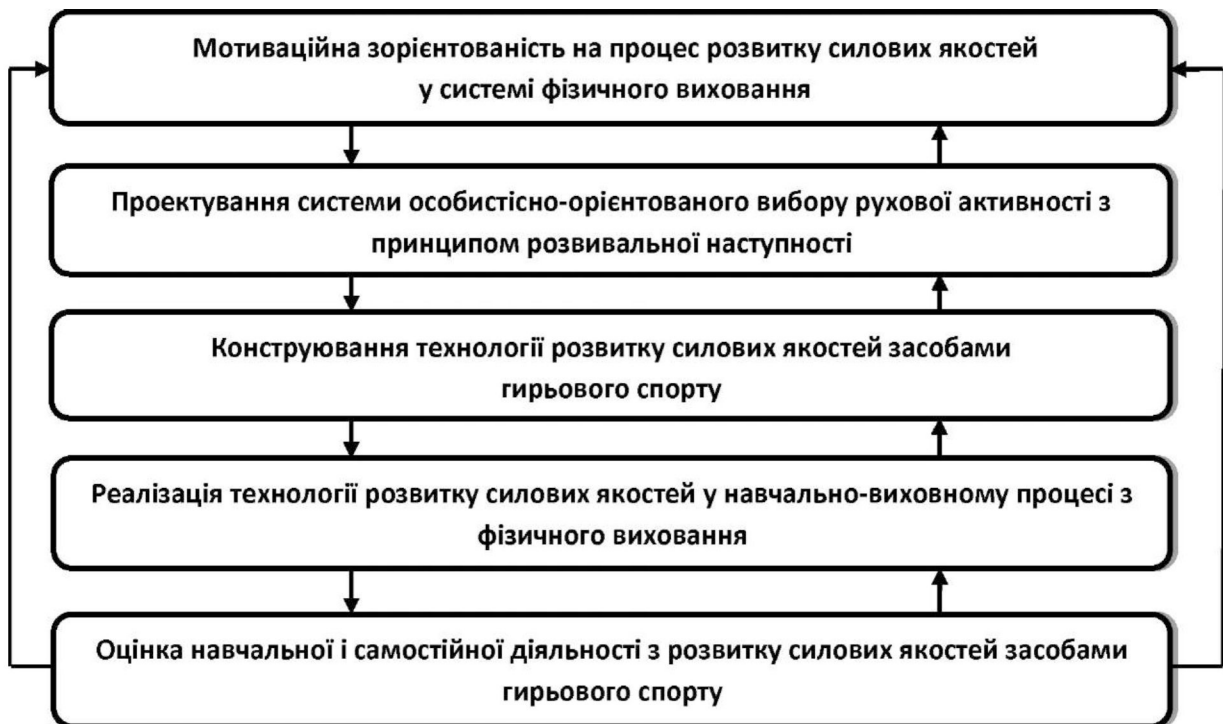 Мотиваційна зорієнтованість на процес розвитку силових якостей
у системі фізичного виховання
Проектування системи особистісно-орієнтованого вибору рухової активності з
принципом розвивальної наступності
Конструювання технології розвитку силових якостей засобами
гирьового спорту
Реалізація технології розвитку силових якостей у навчально-виховному процесі з
фізичного виховання
Оцінка навчальної і самостійної діяльності з розвитку силових якостей засобами
гирьового спорту